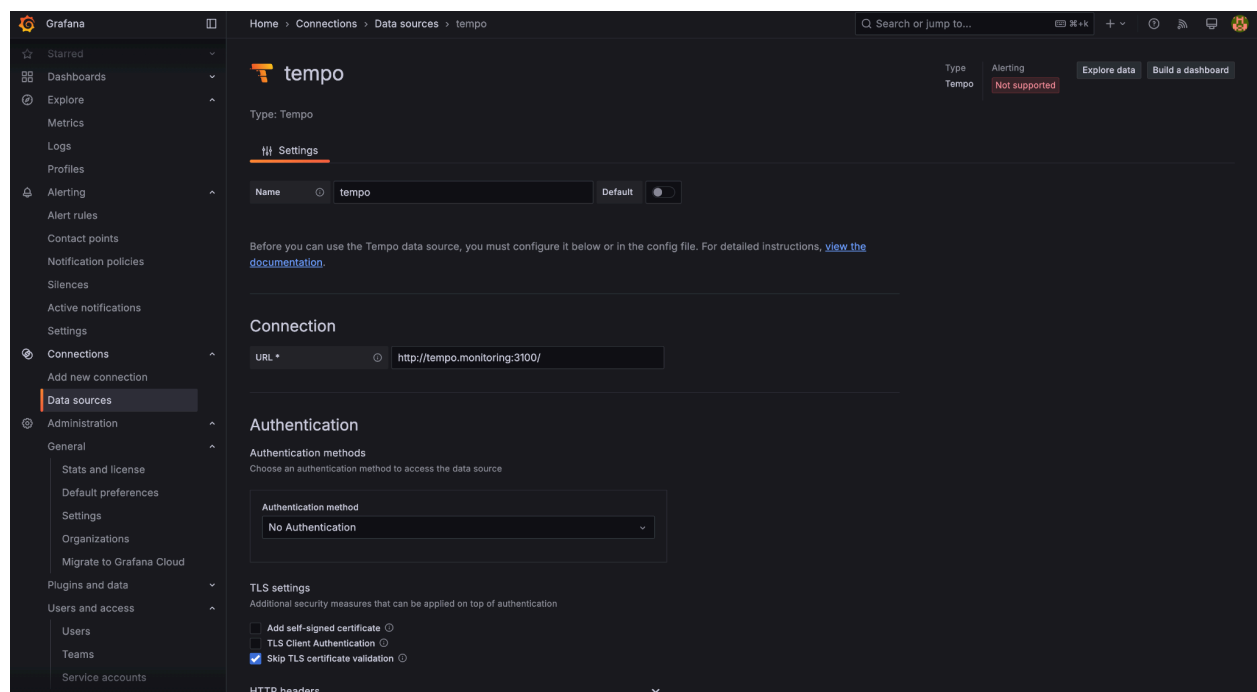 Grafana
Home › Connections › Data sources › tempo
Search or jump to...
⌘+k
Starred
Dashboards
Explore
Metrics
Logs
Profiles
Alerting
Alert rules
Contact points
Notification policies
Silences
Active notifications
Settings
Connections
Add new connection
Data sources
Administration
General
Stats and license
Default preferences
Settings
Organizations
Migrate to Grafana Cloud
Plugins and data
Users and access
Users
Teams
Service accounts
tempo
Type: Tempo
Type
Tempo
Alerting
Not supported
Explore data
Build a dashboard
Settings
Name
tempo
Default
Before you can use the Tempo data source, you must configure it below or in the config file. For detailed instructions, view the
documentation.
Connection
URL *
http://tempo.monitoring:3100/
Authentication
Authentication methods
Choose an authentication method to access the data source
Authentication method
No Authentication
TLS settings
Additional security measures that can be applied on top of authentication
Add self-signed certificate
TLS Client Authentication
Skip TLS certificate validation
HTTP headers